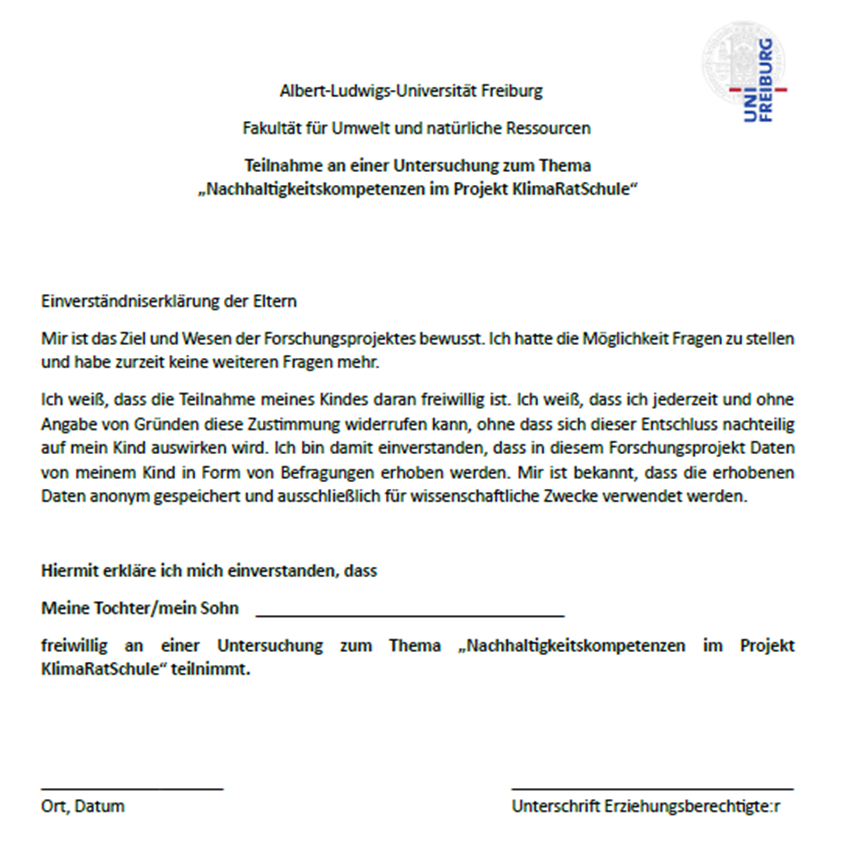 UNI
FREIBURG
Albert-Ludwigs-Universität Freiburg
Fakultät für Umwelt und natürliche Ressourcen
Teilnahme an einer Untersuchung zum Thema
„Nachhaltigkeitskompetenzen im Projekt KlimaRatSchule“
Einverständniserklärung der Eltern
Mir ist das Ziel und Wesen der Forschungsprojektes bewusst. Ich hatte die Möglichkeit Fragen zu stellen
und habe zurzeit keine weiteren Fragen mehr.
Ich weiß, dass die Teilnahme meines Kindes daran freiwillig ist. Ich weiß, dass ich jederzeit und ohne
Angabe von Gründen diese Zustimmung widerrufen kann, ohne dass sich dieser Entschluss nachteilig
auf mein Kind auswirken wird. Ich bin damit einverstanden, dass in diesem Forschungsprojekt Daten
von meinem Kind in Form von Befragungen erhoben werden. Mir ist bekannt, dass die erhobenen
Daten anonym gespeichert und ausschließlich für wissenschaftliche Zwecke verwendet werden.
Hiermit erkläre ich mich einverstanden, dass
Meine Tochter/mein Sohn
freiwillig an einer Untersuchung zum Thema „Nachhaltigkeitskompetenzen im Projekt
KlimaRatSchule“ teilnimmt.
Ort, Datum
Unterschrift Erziehungsberechtigte:r